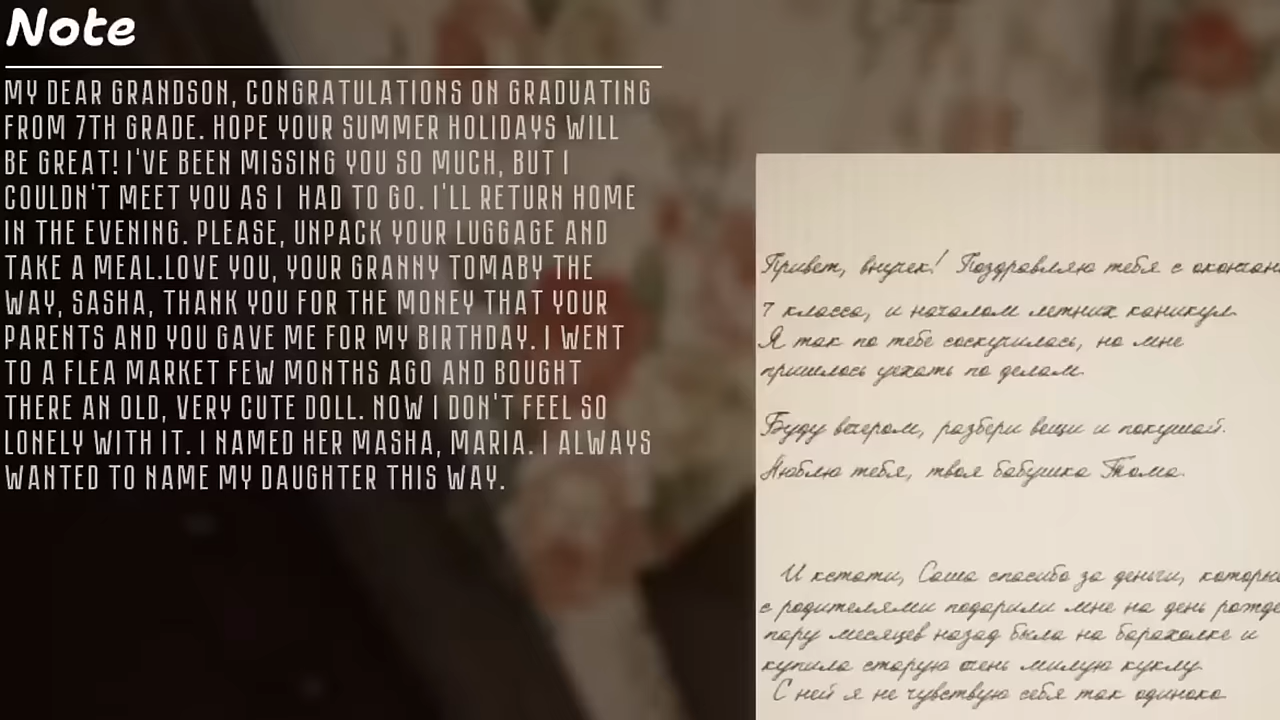 Note
MY DEAR GRANDSON, CONGRATULATIONS ON GRADUATING
FROM 7TH GRADE. HOPE YOUR SUMMER HOLIDAYS WILL
BE GREAT! I'VE BEEN MISSING YOU SO MUCH, BUT I
COULDN'T MEET YOU AS I HAD TO GO. I'LL RETURN HOME
IN THE EVENING. PLEASE, UNPACK YOUR LUGGAGE AND
TAKE A MEAL.LOVE YOU, YOUR GRANNY TOMABY THE
WAY, SASHA, THANK YOU FOR THE MONEY THAT YOUR
PARENTS AND YOU GAVE ME FOR MY BIRTHDAY. I WENT
TO A FLEA MARKET FEW MONTHS AGO AND BOUGHT
THERE AN OLD, VERY CUTE DOLL. NOW I DON'T FEEL SO
LONELY WITH IT. I NAMED HER MASHA, MARIA. I ALWAYS
WANTED TO NAME MY DAUGHTER THIS WAY.
Привет, внучек! Поздравляю тебя с окончан
7 класса, и началом летних каникул.
Я так по тебе соскучилась, но мне
пришлось уехать по делам.
Буду вечером, разбери вещи и покушай.
Люблю тебя, твоя бабушка Тома.
И кстати, Саша спасибо за деньги, которы
с родителями подарили мне на день рожде
пару месяцев назад была на барахолке и
купила старую очень милую куклу.
С ней я не чувствую себя так одиноко